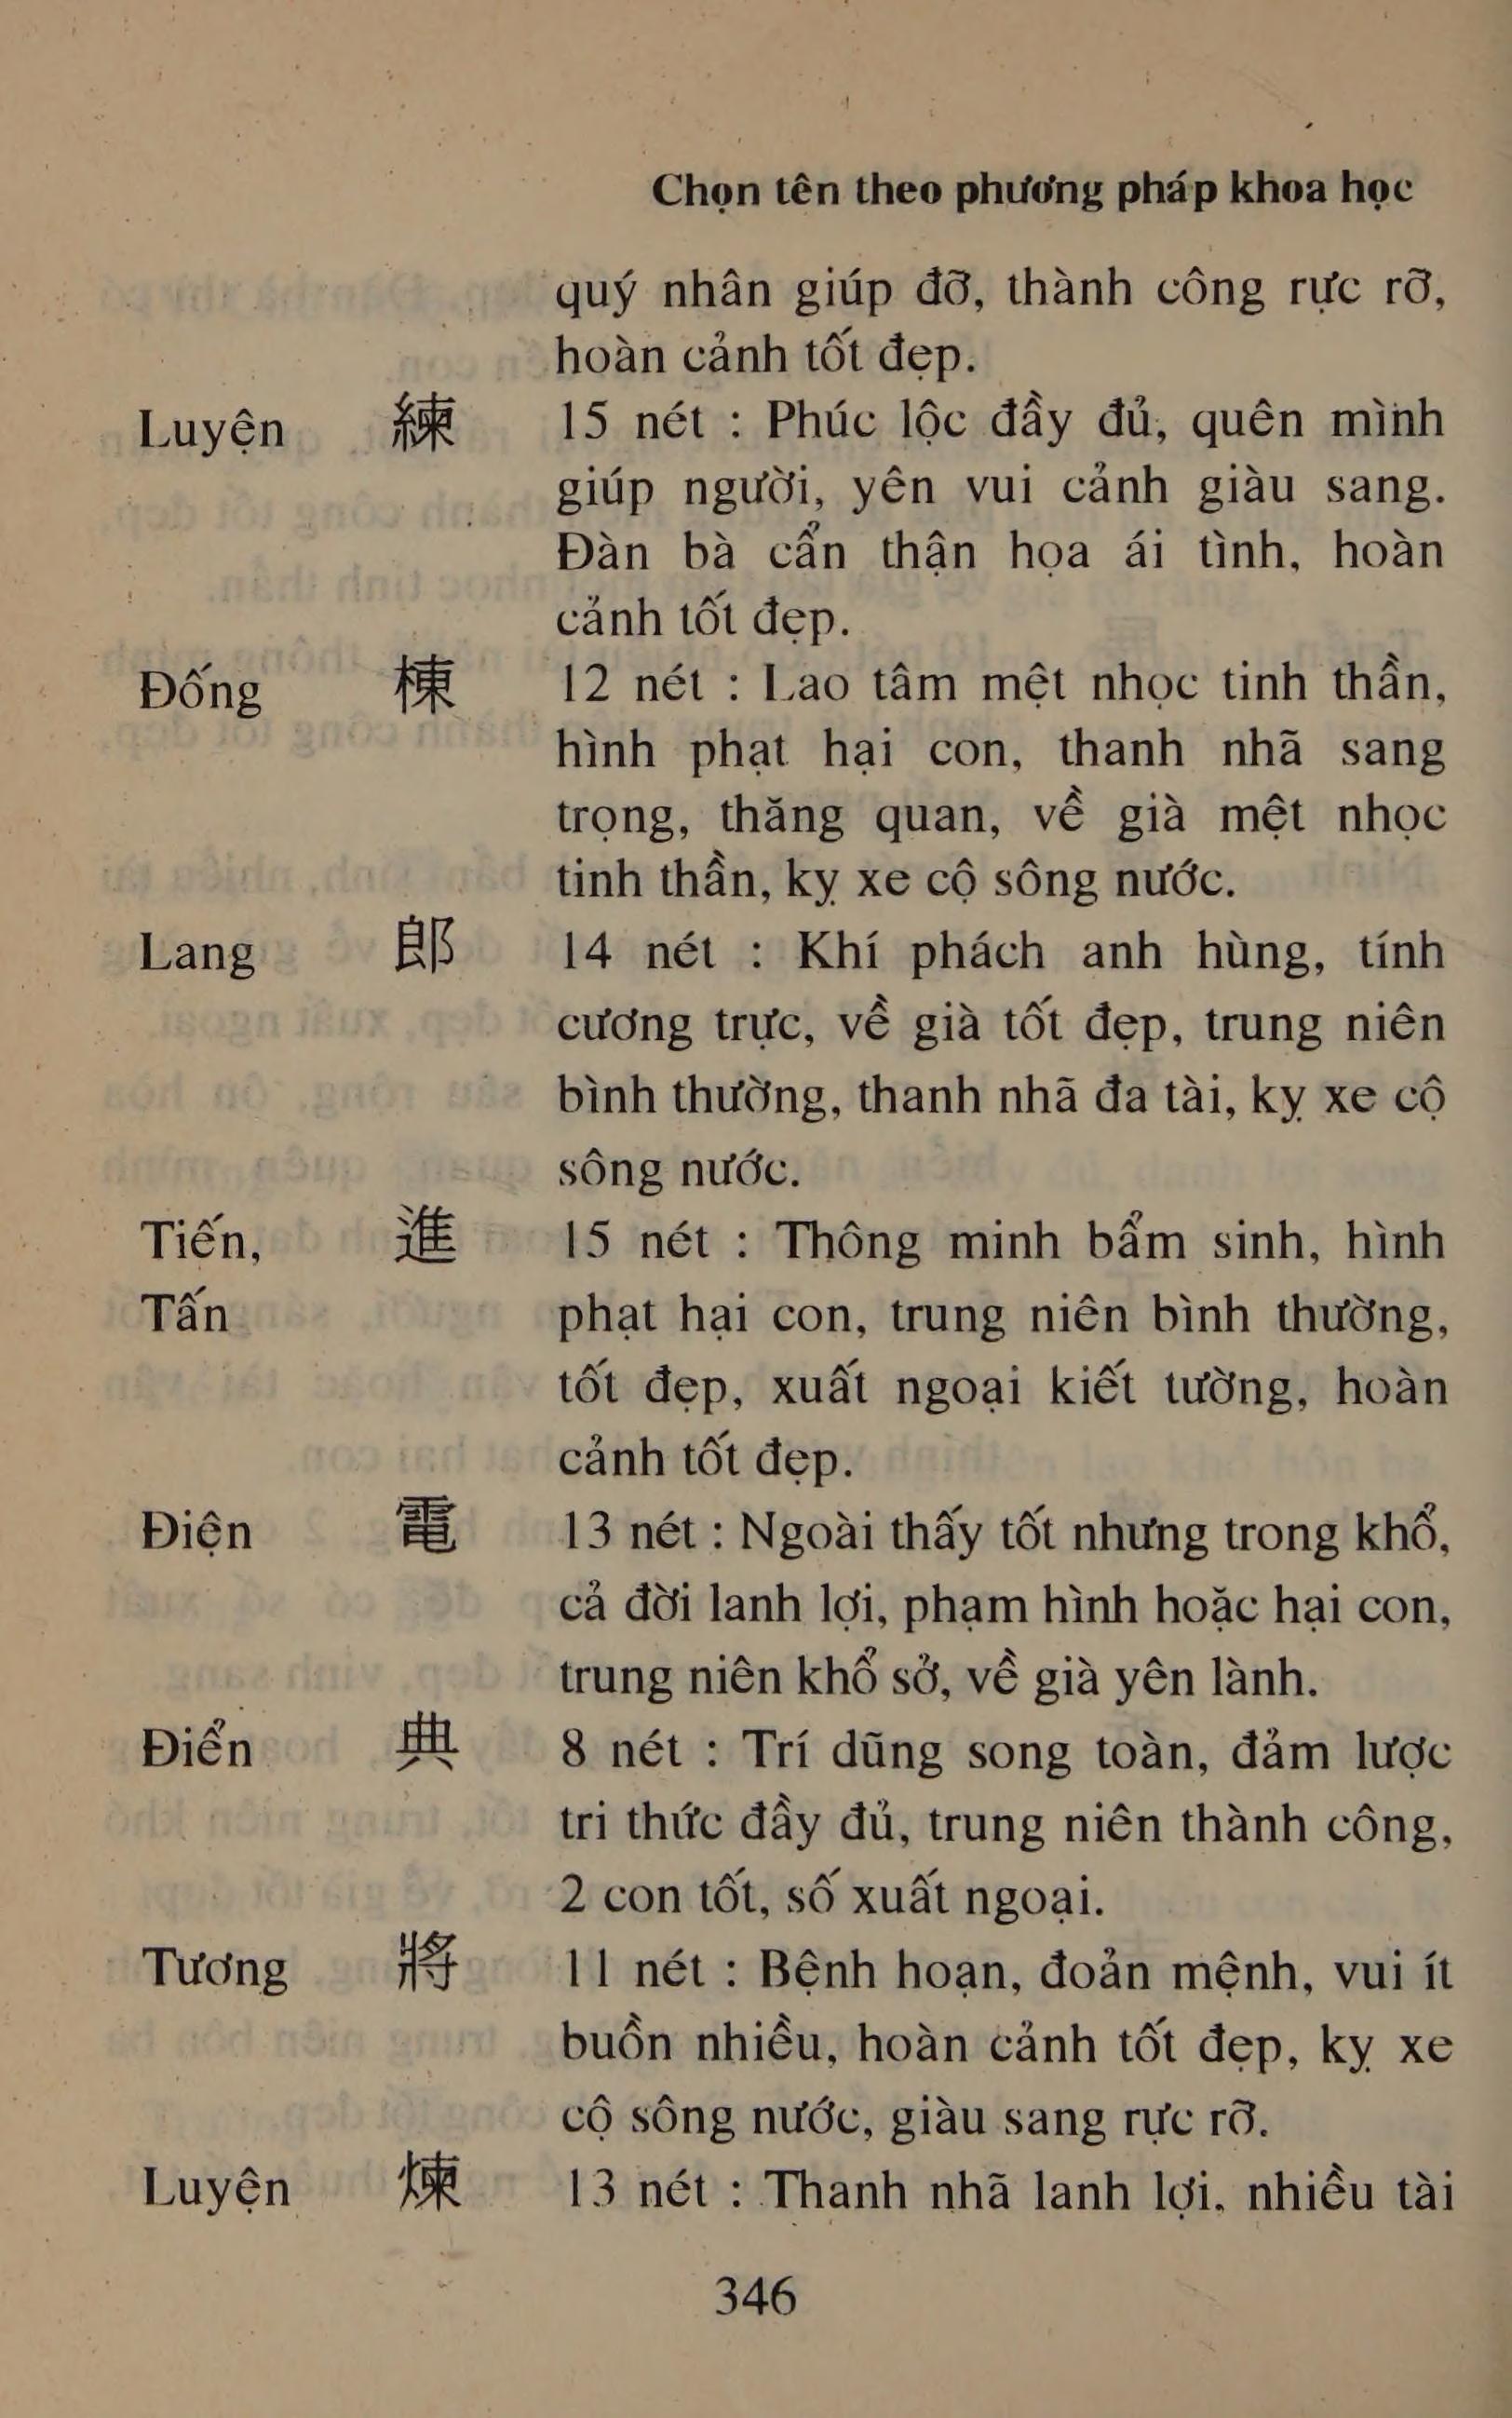 Chọn tên theo phương pháp khoa học
quý nhân giúp đỡ, thành công rực rỡ,
hoàn cảnh tốt đẹp.
Luyện 練 15 nét : Phúc lộc đầy đủ, quên mình
giúp người, yên vui cảnh giàu sang.
Đàn bà cẩn thận họa ái tình, hoàn
cảnh tốt đẹp.
Đống 棟 12 nét : Lao tâm mệt nhọc tinh thần,
hình phạt hại con, thanh nhã sang
trọng, thăng quan, về già mệt nhọc
tinh thần, kỵ xe cộ sông nước.
Lang 郎 14 nét : Khí phách anh hùng, tính
cương trực, về già tốt đẹp, trung niên
bình thường, thanh nhã đa tài, kỵ xe cộ
sông nước.
Tiến, 進 15 nét : Thông minh bẩm sinh, hình
Tấn phạt hại con, trung niên bình thường,
tốt đẹp, xuất ngoại kiết tường, hoàn
cảnh tốt đẹp.
Điện 電 13 nét : Ngoài thấy tốt nhưng trong khổ,
cả đời lanh lợi, phạm hình hoặc hại con,
trung niên khổ sở, về già yên lành.
Điển 典 8 nét : Trí dũng song toàn, đảm lược
tri thức đầy đủ, trung niên thành công,
2 con tốt, số xuất ngoại.
Tương 將 11 nét : Bệnh hoạn, đoản mệnh, vui ít
buồn nhiều, hoàn cảnh tốt đẹp, kỵ xe
cộ sông nước, giàu sang rực rỡ.
Luyện 煉 13 nét : Thanh nhã lanh lợi, nhiều tài
346